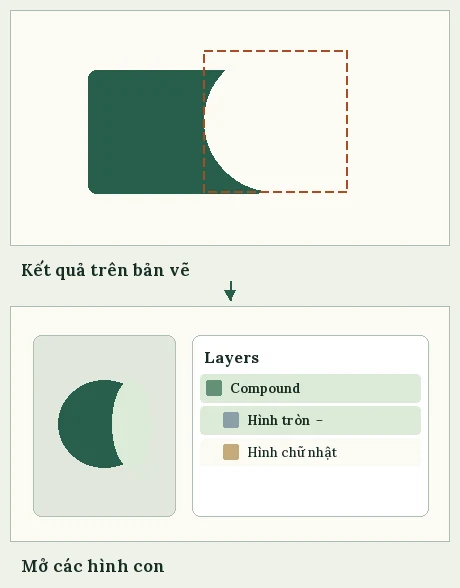 Kết quả trên bản vẽ
Layers
Compound
Hình tròn −
Hình chữ nhật
Mở các hình con